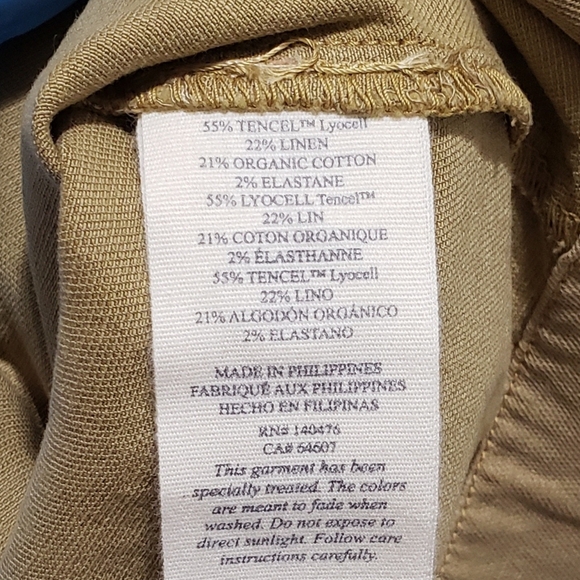 55% TENCEL™ Lyocell
22% LINEN
21% ORGANIC COTTON
2% ELASTANE
55% LYOCELL Tencel™
22% LIN
21% COTON ORGANIQUE
2% ÉLASTHANNE
55% TENCEL™ Lyocell
22% LINO
21% ALGODÓN ORGÁNICO
2% ELASTANO
MADE IN PHILIPPINES
FABRIQUÉ AUX PHILIPPINES
HECHO EN FILIPINAS
RN# 140476
CA# 64607
This garment has been
specially treated. The colors
are meant to fade when
washed. Do not expose to
direct sunlight. Follow care
instructions carefully.